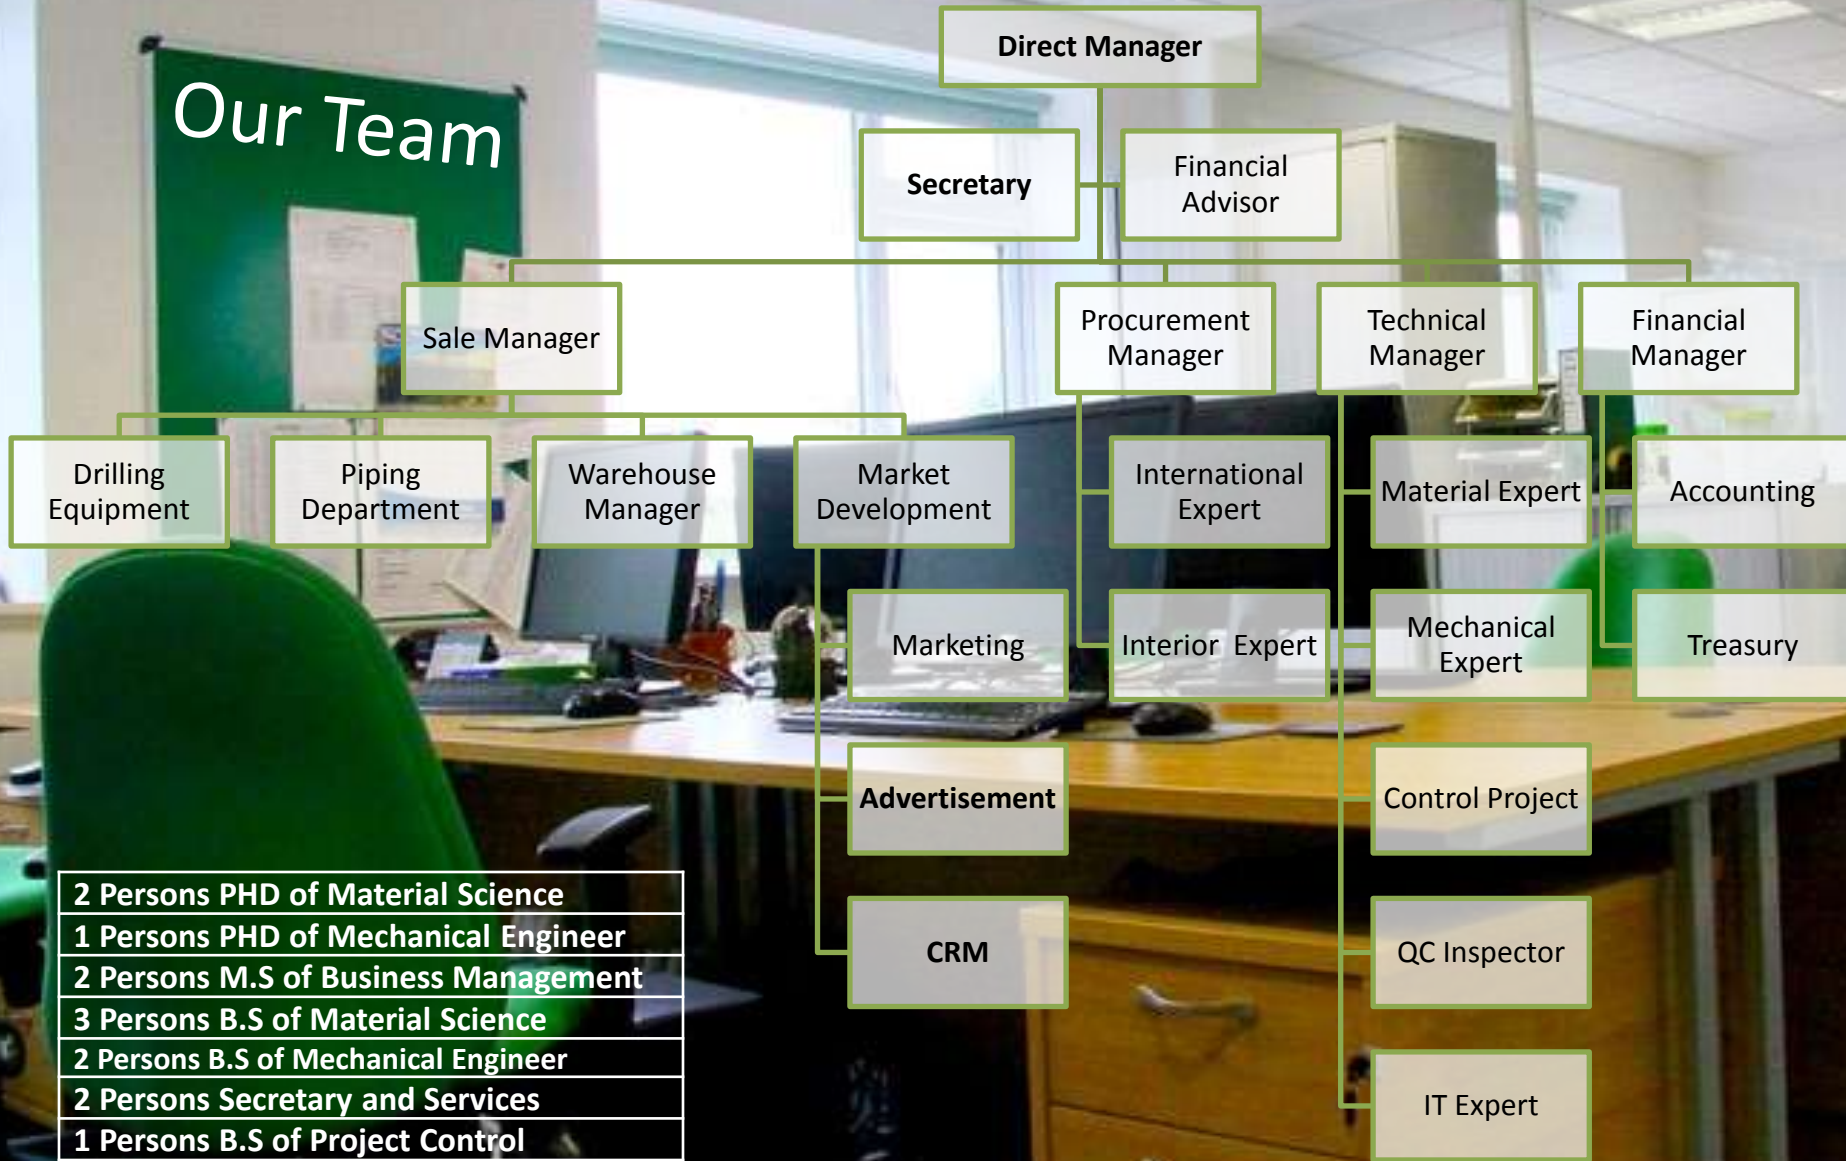 Our Team
Direct Manager
Secretary
Financial
Advisor
Sale Manager
Procurement
Manager
Technical
Manager
Financial
Manager
Drilling
Equipment
Piping
Department
Warehouse
Manager
Market
Development
International
Expert
Material Expert
Accounting
Marketing
Interior  Expert
Mechanical
Expert
Treasury
Advertisement
Control Project
CRM
QC Inspector
IT Expert
2 Persons PHD of Material Science
1 Persons PHD of Mechanical Engineer
2 Persons M.S of Business Management
3 Persons B.S of Material Science
2 Persons B.S of Mechanical Engineer
2 Persons Secretary and Services
1 Persons B.S of Project Control